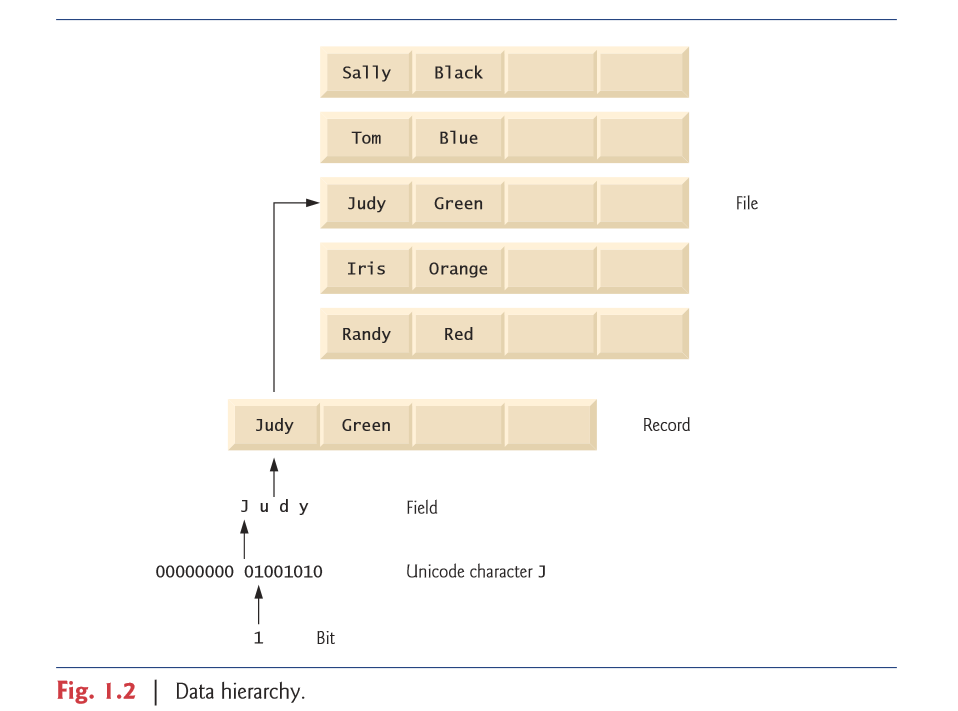 Sally Black
Tom Blue
Judy Green File
Iris Orange
Randy Red
Judy Green Record
J u d y Field
00000000 01001010 Unicode character J
1 Bit
Fig. 1.2 | Data hierarchy.